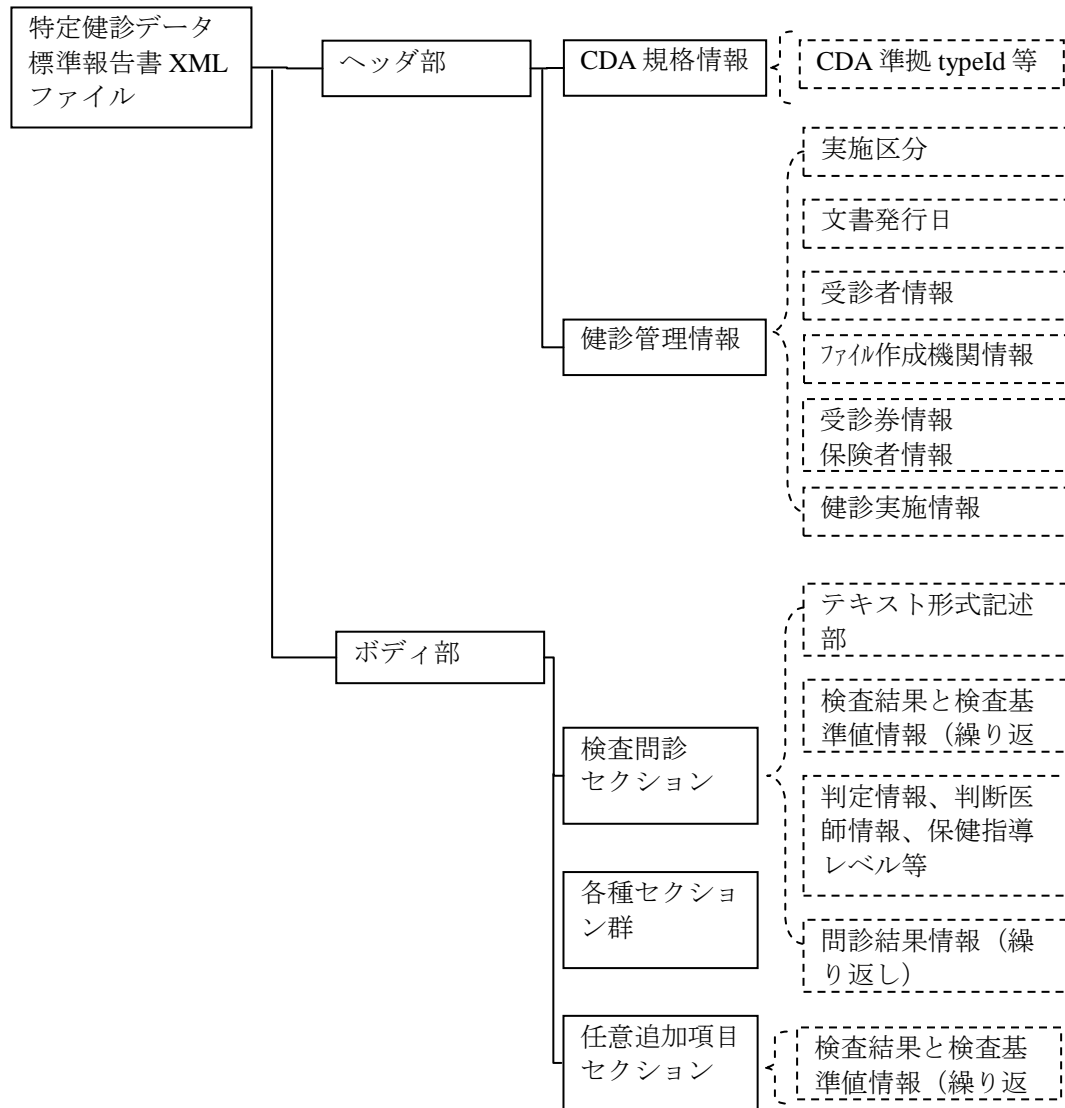 特定健診データ
標準報告書 XML
ファイル
ヘッダ部
CDA 規格情報
CDA 準拠 typeId 等
健診管理情報
実施区分
文書発行日
受診者情報
ﾌｧｲﾙ作成機関情報
受診券情報
保険者情報
健診実施情報
ボディ部
検査問診
セクション
テキスト形式記述
部
検査結果と検査基
準値情報（繰り返
判定情報、判断医
師情報、保健指導
レベル等
問診結果情報（繰
り返し）
各種セクショ
ン群
任意追加項目
セクション
検査結果と検査基
準値情報（繰り返